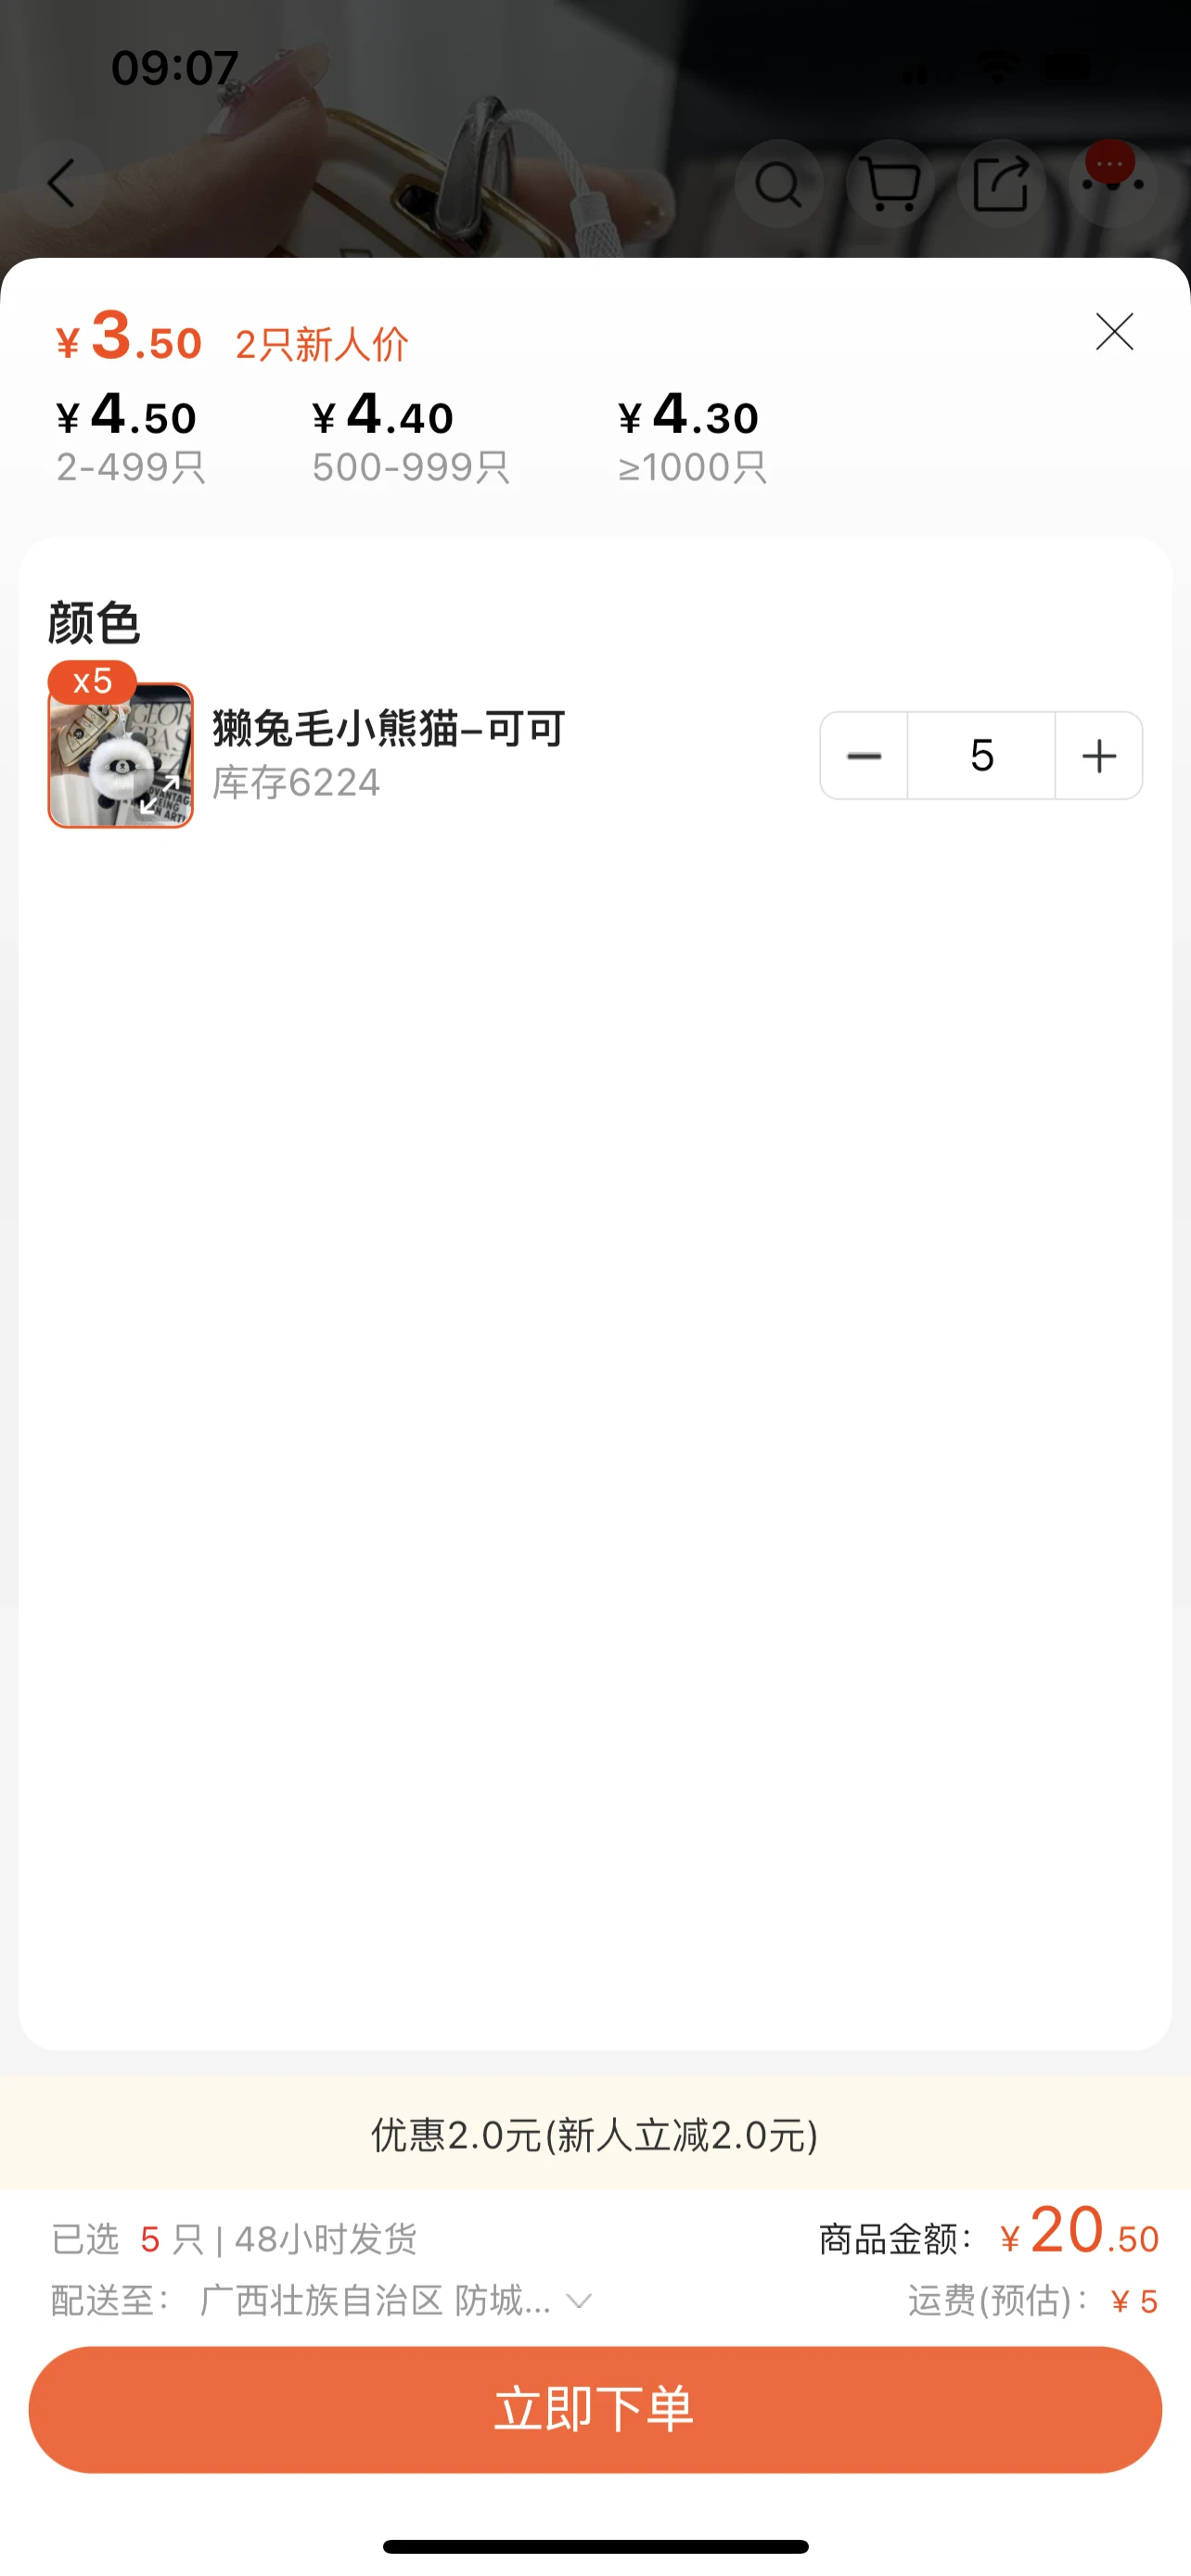 09:07
¥3.50 2只新人价
¥4.50 ¥4.40 ¥4.30
2-499只 500-999只 ≥1000只
颜色
x5
獭兔毛小熊猫-可可
库存6224
5
优惠2.0元(新人立减2.0元)
已选 5 只 | 48小时发货 商品金额: ¥20.50
配送至: 广西壮族自治区 防城... 运费(预估): ¥5
立即下单